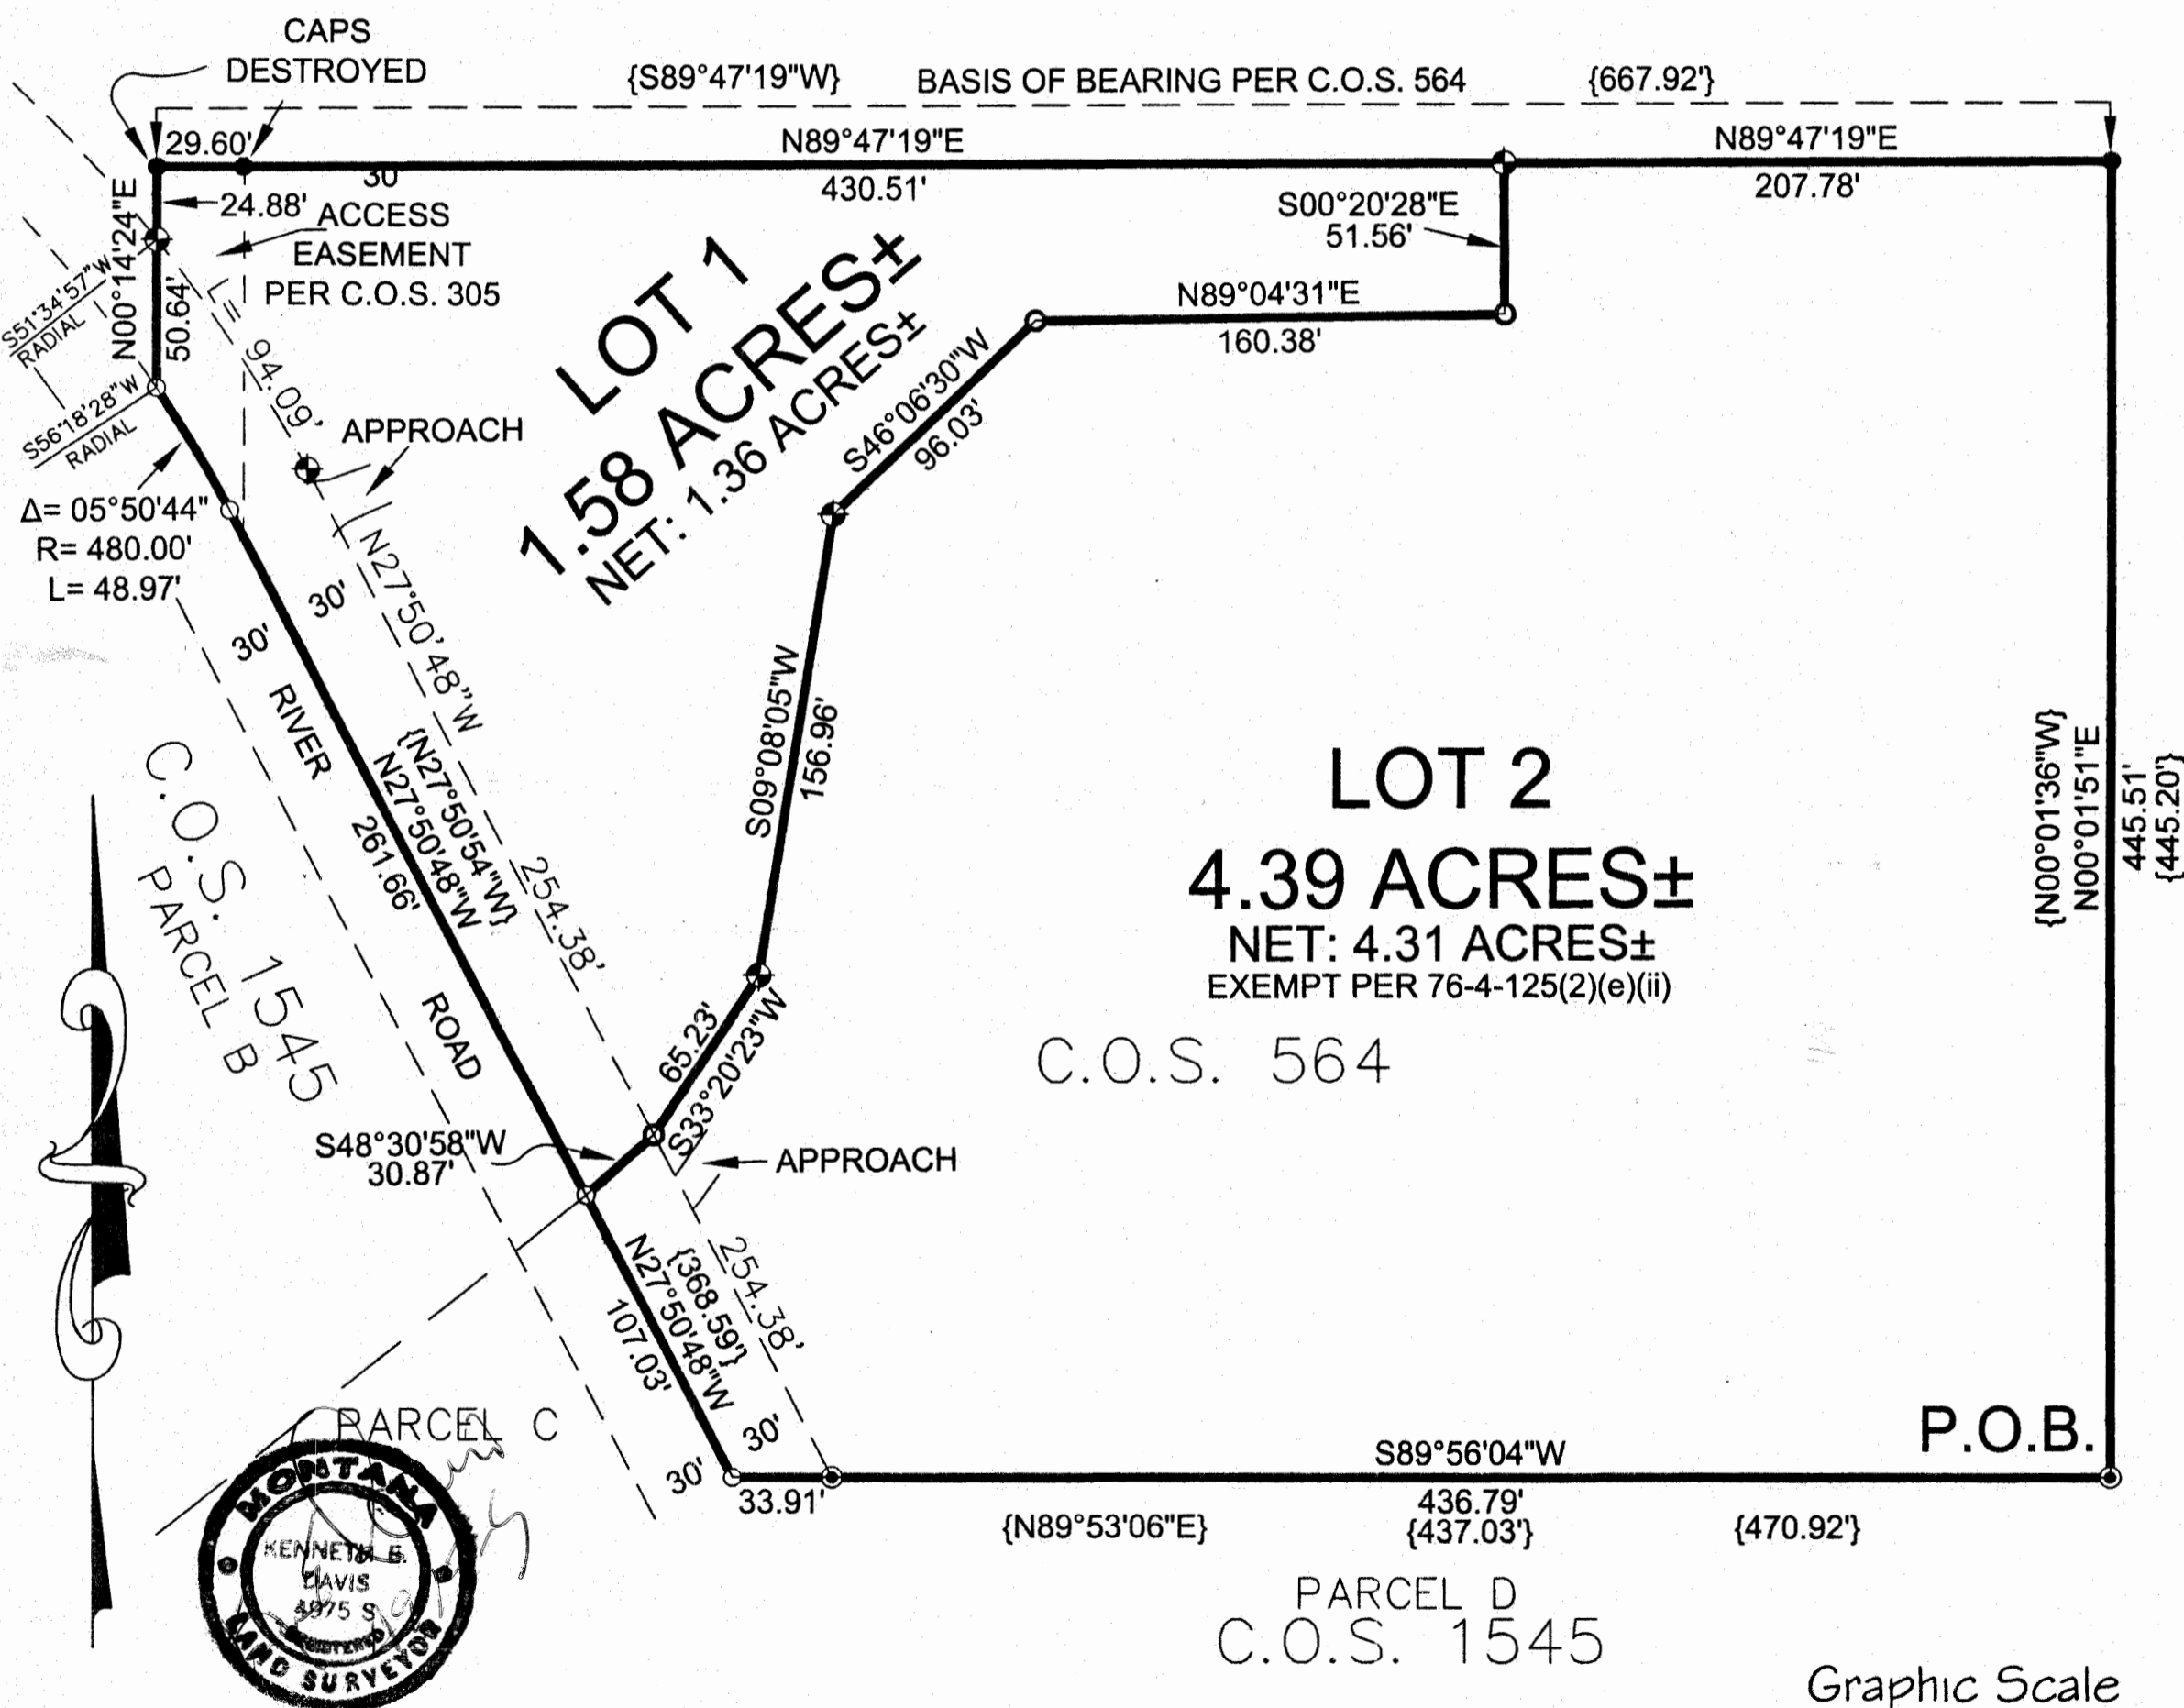 CAPS
DESTROYED
{S89°47'19"W} BASIS OF BEARING PER C.O.S. 564 {667.92'}
29.60' N89°47'19"E N89°47'19"E
30'
430.51' 207.78'
24.88'
ACCESS
EASEMENT
PER C.O.S. 305
N00°14'24"E
50.64'
S51°34'57"W
RADIAL
S56°18'28"W
RADIAL
L= 94.09'
S00°20'28"E
51.56'
N89°04'31"E
160.38'
S46°06'30"W
96.03'
LOT 1
1.58 ACRES±
NET: 1.36 ACRES±
APPROACH
Δ= 05°50'44"
R= 480.00'
L= 48.97'
30'
30'
N27°50'48"W
254.38'
RIVER
ROAD
{N27°50'54"W}
N27°50'48"W
261.66'
S09°08'05"W
156.96'
C.O.S. 1545
PARCEL B
LOT 2
4.39 ACRES±
NET: 4.31 ACRES±
EXEMPT PER 76-4-125(2)(e)(ii)
C.O.S. 564
{N00°01'36"W}
N00°01'51"E
445.51'
{445.20'}
65.23'
S33°20'23"W
S48°30'58"W
30.87'
APPROACH
254.38'
{368.59'}
N27°50'48"W
107.03'
30'
30'
PARCEL C
P.O.B.
S89°56'04"W
33.91' 436.79'
{N89°53'06"E} {437.03'} {470.92'}
PARCEL D
C.O.S. 1545
MONTANA
KENNETH E.
DAVIS
4975 S
REGISTERED
LAND SURVEYOR
Graphic Scale